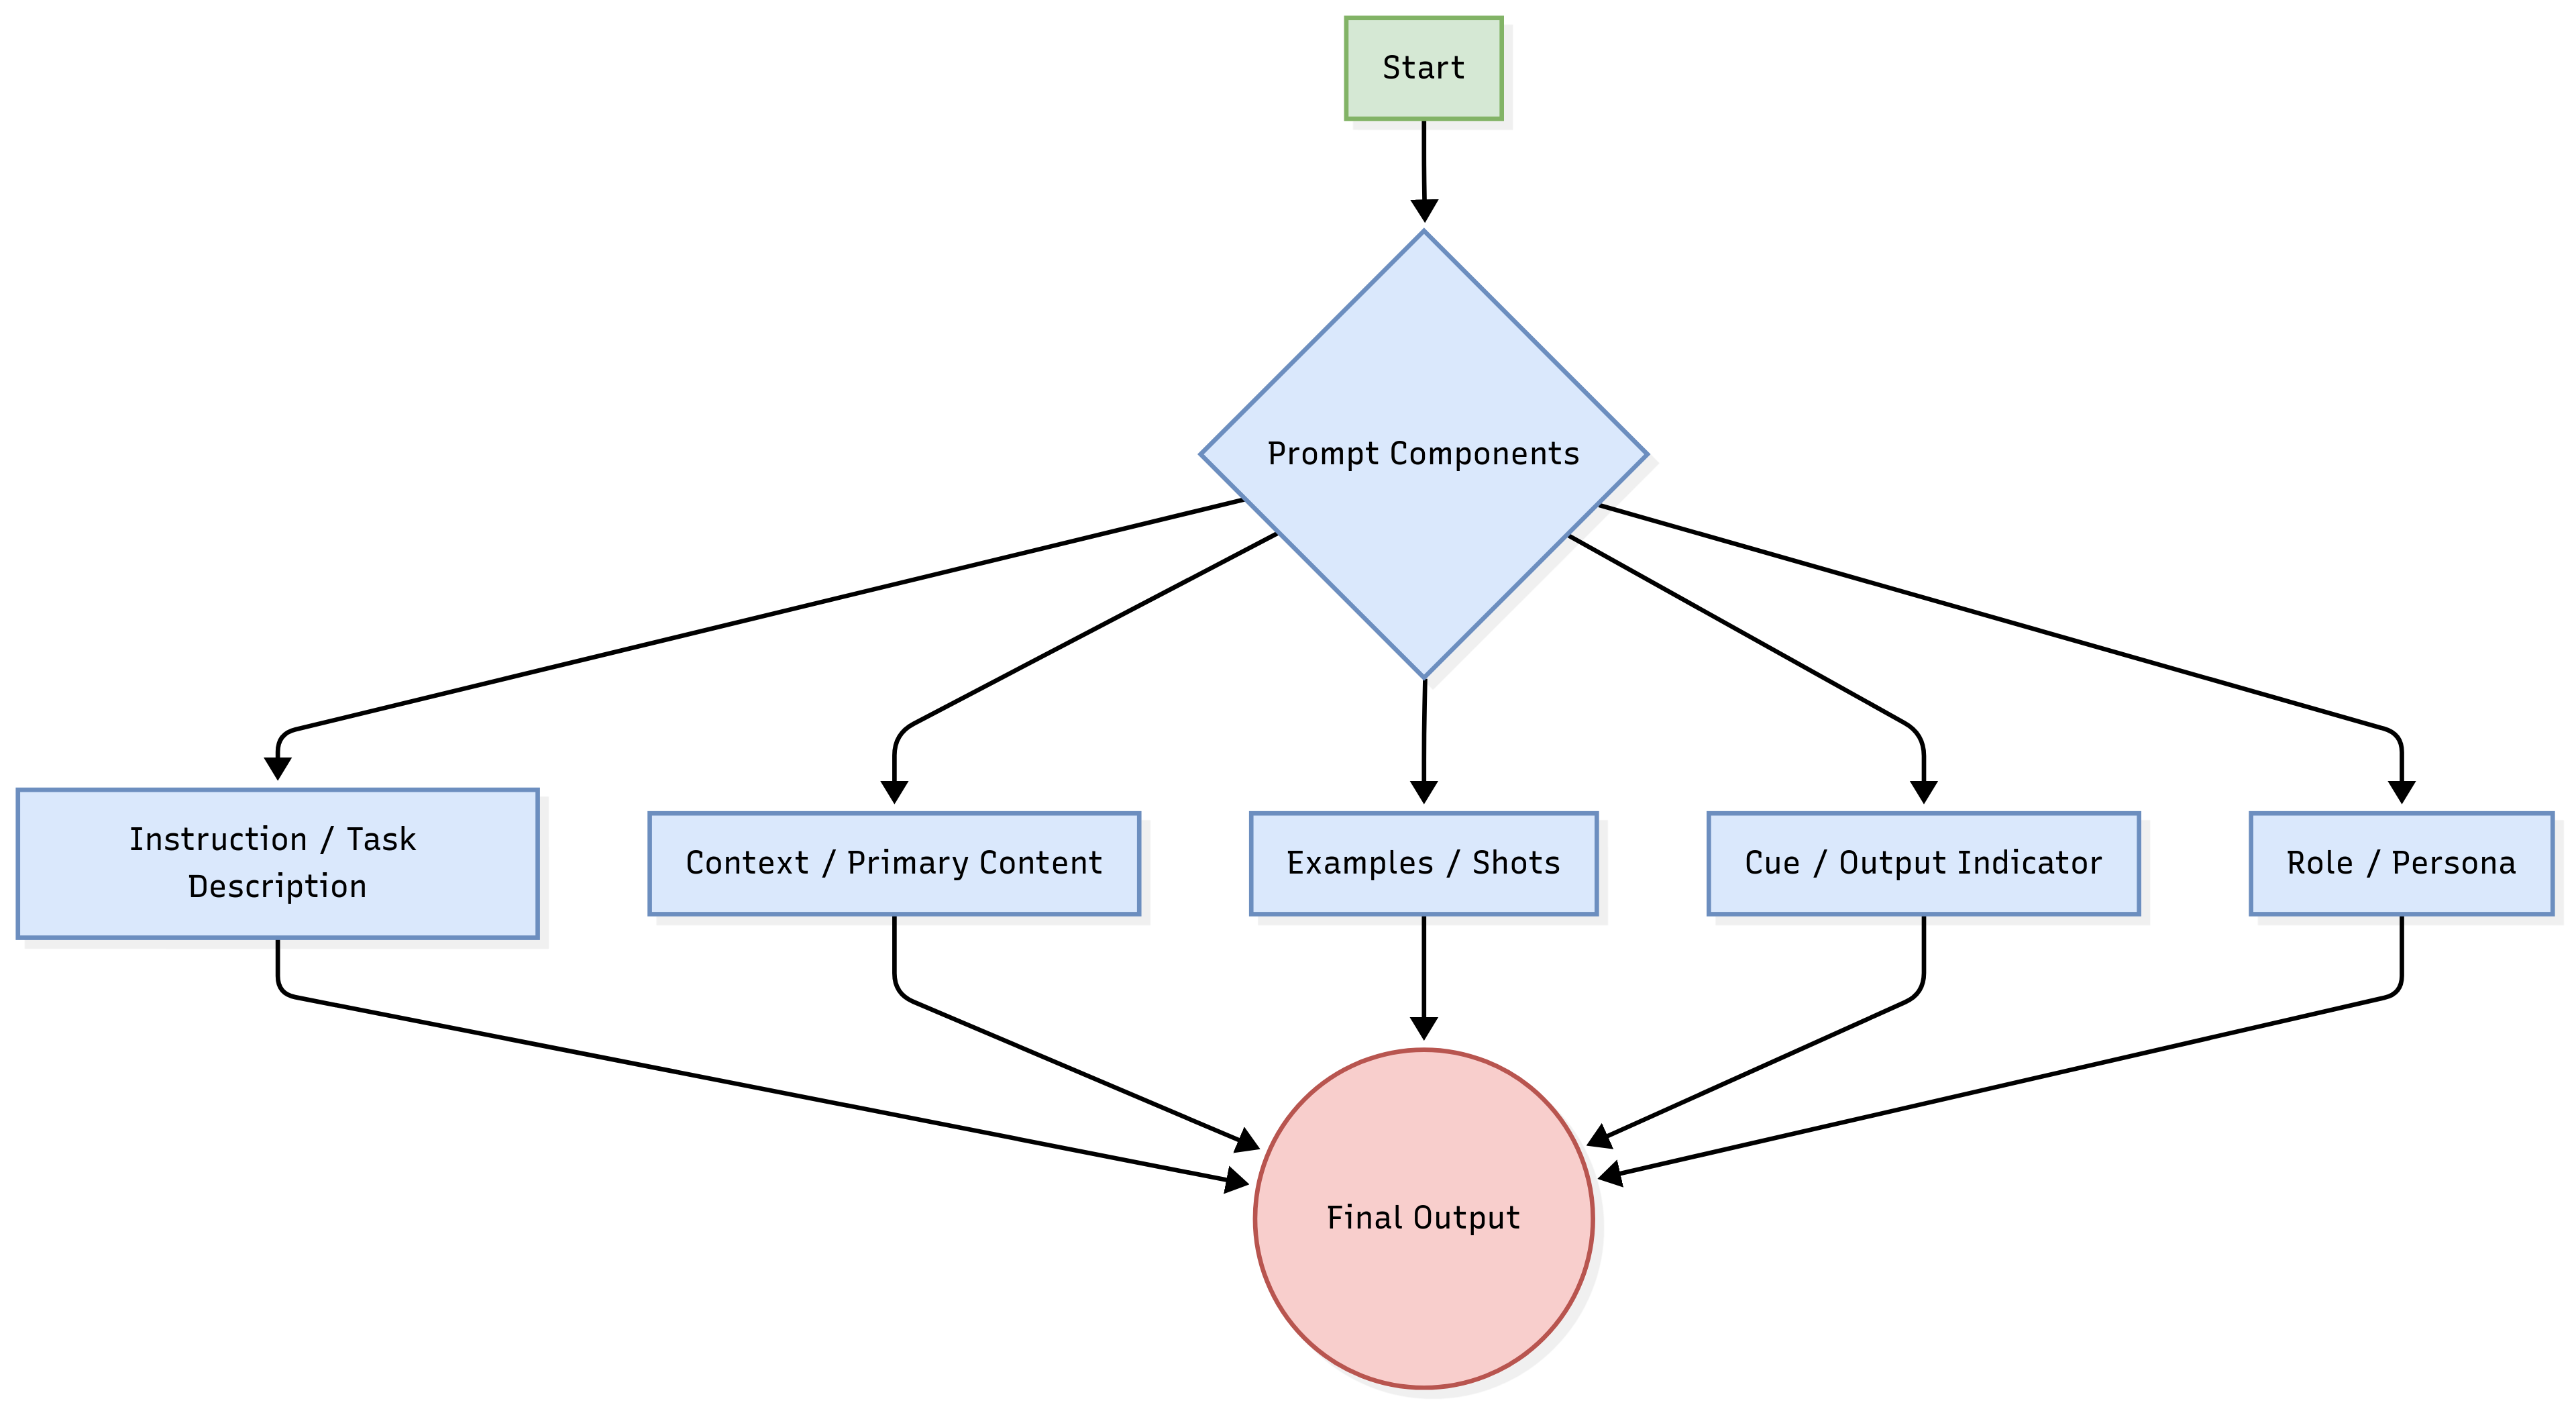 Start
Prompt Components
Instruction / Task
Description
Context / Primary Content
Examples / Shots
Cue / Output Indicator
Role / Persona
Final Output